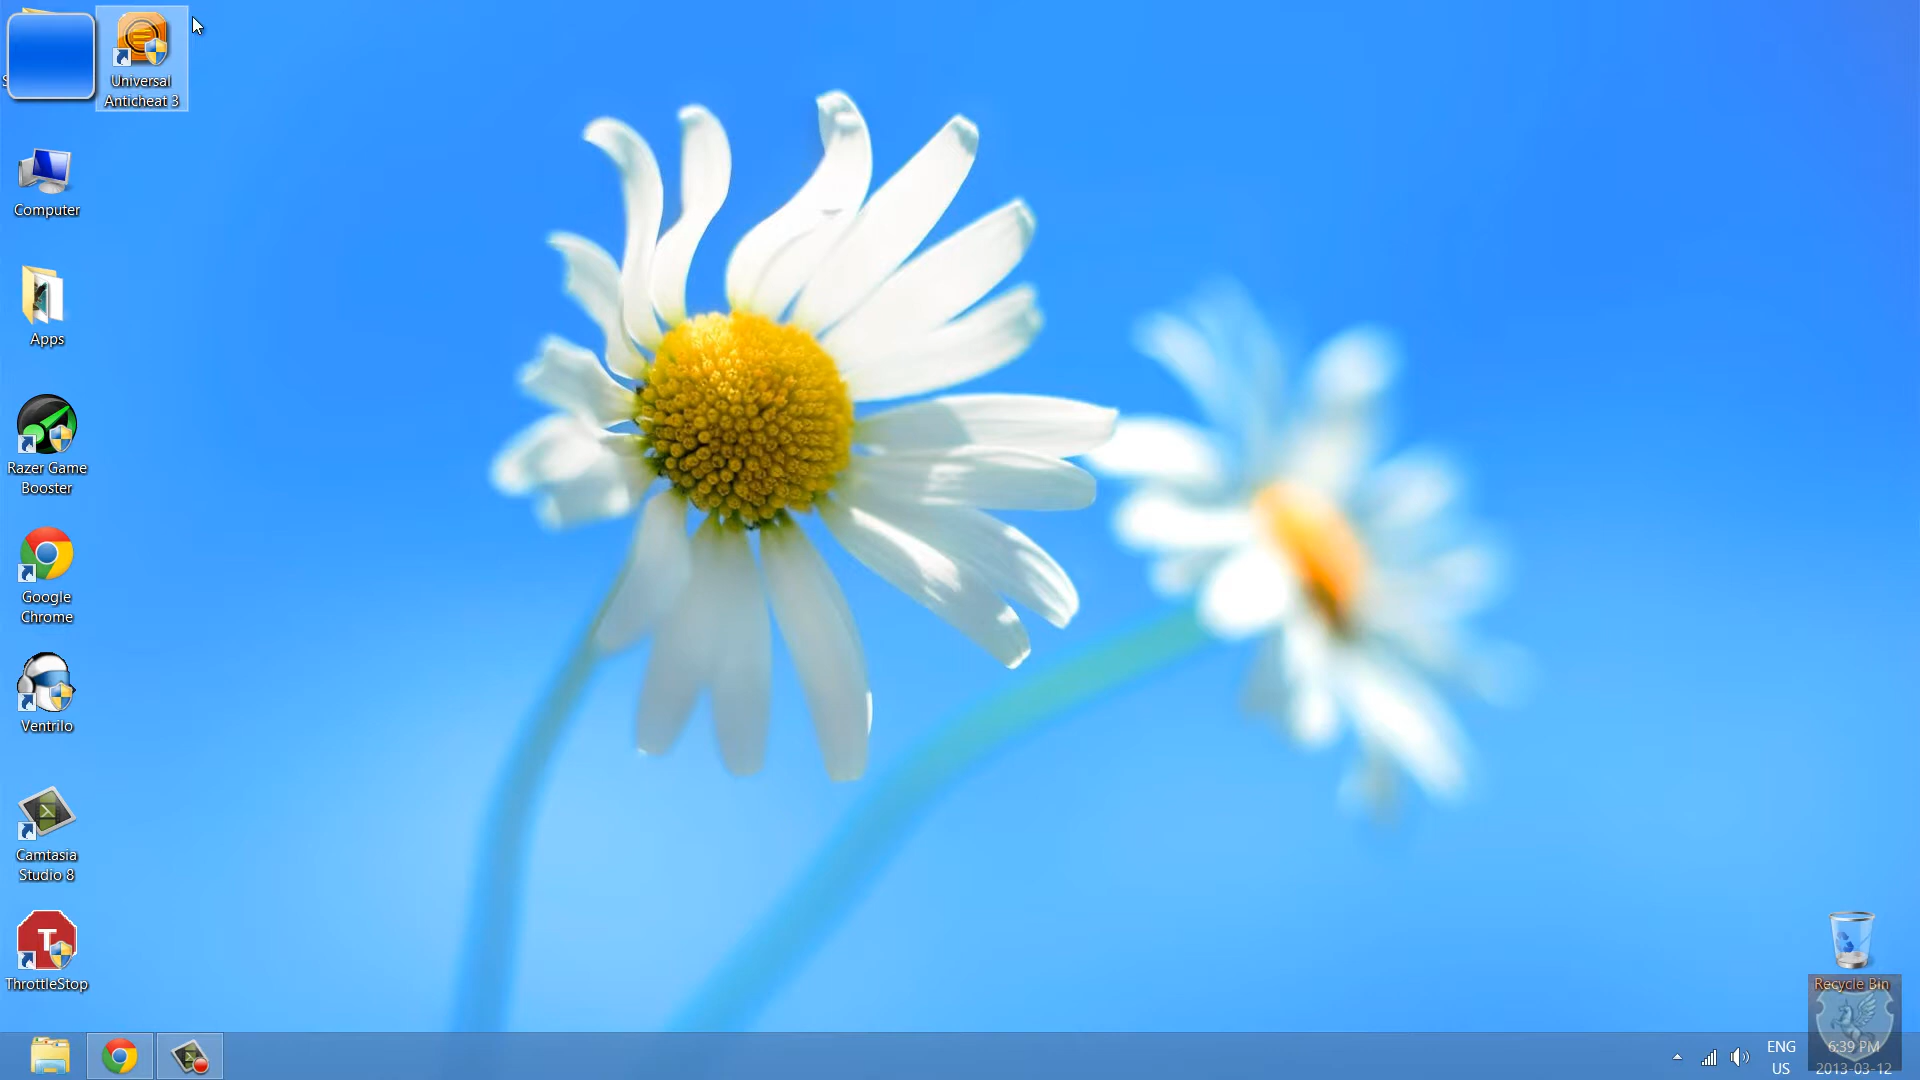 Universal
Anticheat 3
Computer
Apps
Razer Game
Booster
Google
Chrome
Ventrilo
Camtasia
Studio 8
T
ThrottleStop
Recycle Bin
ENG
US
6:39 PM
2013-03-12